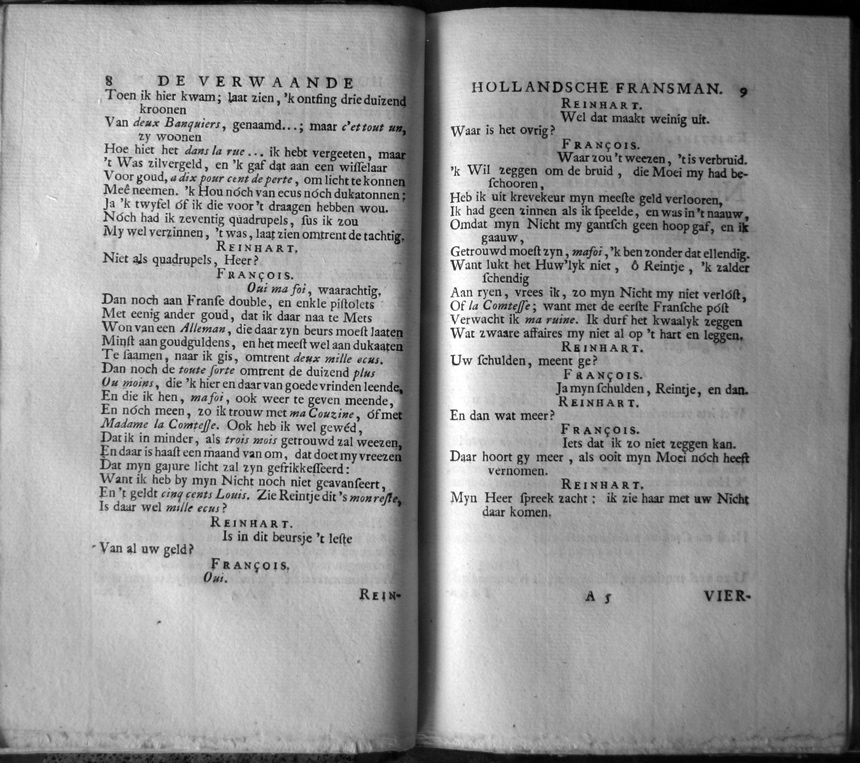 8 DE VERWAANDE
Toen ik hier kwam; laat zien, 'k ontfing drie duizend
kroonen
Van deux Banquiers, genaamd...; maar c'et tout un,
zy woonen
Hoe hiet het dans la rue... ik heb vergeeten, maar
't Was zilvergeld, en 'k gaf dat aan een wisselaar
Voor goud, a dix pour cent de perte, om licht te konnen
Meê neemen. 'k Hou nóch van ecus nóch dukatonnen;
Ja 'k twyfel óf ik die voor't draagen hebben wou.
Nóch had ik zeventig quadrupels, sus ik zou
My wel verzinnen, 't was, laat zien omtrent de tachtig.
REINHART.
Niet als quadrupels, Heer?
FRANÇOIS.
Oui ma foi, waarachtig.
Dan noch aan Franse double, en enkle pistolets
Met eenig ander goud, dat ik daar naa te Mets
Won van een Alleman, die daar zyn beurs moest laaten
Minst aan goudguldens, en het meest wel aan dukaaten
Te saamen, naar ik gis, omtrent deux mille ecus.
Dan noch de toute sorte omtrent de duizend plus
Ou moins, die 'k hier en daar van goede vrinden leende,
En die ik hen, ma foi, ook weer te geven meende,
En nóch meen, zo ik trouw met ma Couzine, óf met
Madame la Comtesse. Ook heb ik wel gewéd,
Dat ik in minder, als trois mois getrouwd zal weezen,
En daar is haast een maand van om, dat doet my vreezen
Dat myn gajure licht zal zyn gefrikkesseerd:
Want ik heb by myn Nicht noch niet geavanseert,
En 't geldt cinq cents Louis. Zie Reintje dit 's mon reste,
Is daar wel mille ecus?
REINHART.
Is in dit beursje 't leste
Van al uw geld?
FRANÇOIS.
Oui.
REIN-
HOLLANDSCHE FRANSMAN. 9
REINHART.
Wel dat maakt weinig uit.
Waar is het ovrig?
FRANÇOIS.
Waar zou 't weezen, 't is verbruid.
'k Wil zeggen om de bruid, die Moei my had be-
schooren,
Heb ik uit krevekeur myn meeste geld verlooren,
Ik had geen zinnen als ik speelde, en was in 't naauw,
Omdat myn Nicht my gantsch geen hoop gaf, en ik
gaauw,
Getrouwd moest zyn, mafoi, 'k ben zonder dat ellendig.
Want lukt het Huw'lyk niet, ô Reintje, 'k zalder
schendig
Aan ryen, vrees ik, zo myn Nicht my niet verlóst,
Of la Comtesse; want met de eerste Fransche póst
Verwacht ik ma ruine. Ik durf het kwaalyk zeggen
Wat zwaare affaires my niet al op 't hart en leggen.
REINHART.
Uw schulden, meent ge?
FRANÇOIS.
Ja myn schulden, Reintje, en dan.
REINHART.
En dan wat meer?
FRANÇOIS.
Iets dat ik zo niet zeggen kan.
Daar hoort gy meer, als ooit myn Moei nóch heeft
vernomen.
REINHART.
Myn Heer spreek zacht: ik zie haar met uw Nicht
daar komen.
A 5 VIER-